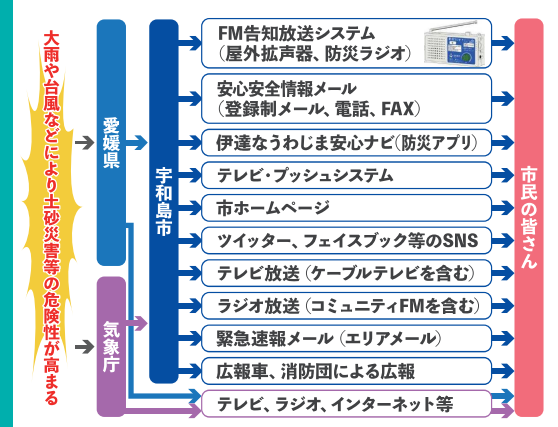 大雨や台風などにより土砂災害等の危険性が高まる
愛媛県
気象庁
宇和島市
FM告知放送システム
（屋外拡声器、防災ラジオ）
安心安全情報メール
（登録制メール、電話、FAX）
伊達なうわじま安心ナビ（防災アプリ）
テレビ・プッシュシステム
市ホームページ
ツイッター、フェイスブック等のSNS
テレビ放送（ケーブルテレビを含む）
ラジオ放送（コミュニティFMを含む）
緊急速報メール（エリアメール）
広報車、消防団による広報
テレビ、ラジオ、インターネット等
市民の皆さん